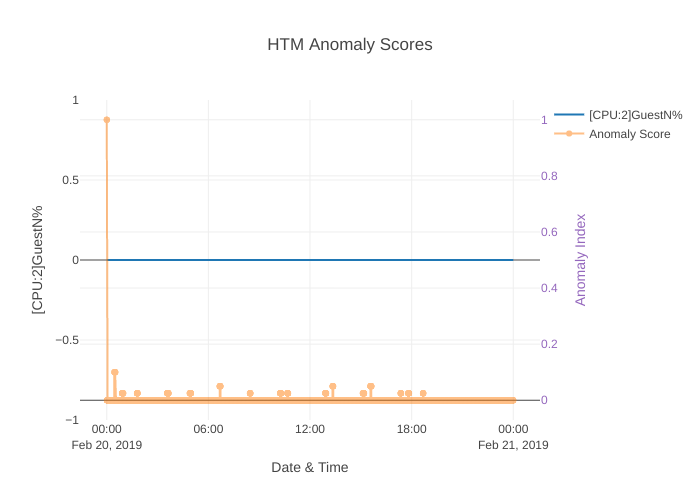 HTM Anomaly Scores
[CPU:2]GuestN%
Anomaly Score
1
0.5
0
−0.5
−1
[CPU:2]GuestN%
1
0.8
0.6
0.4
0.2
0
Anomaly Index
00:00
Feb 20, 2019
06:00
12:00
18:00
00:00
Feb 21, 2019
Date & Time